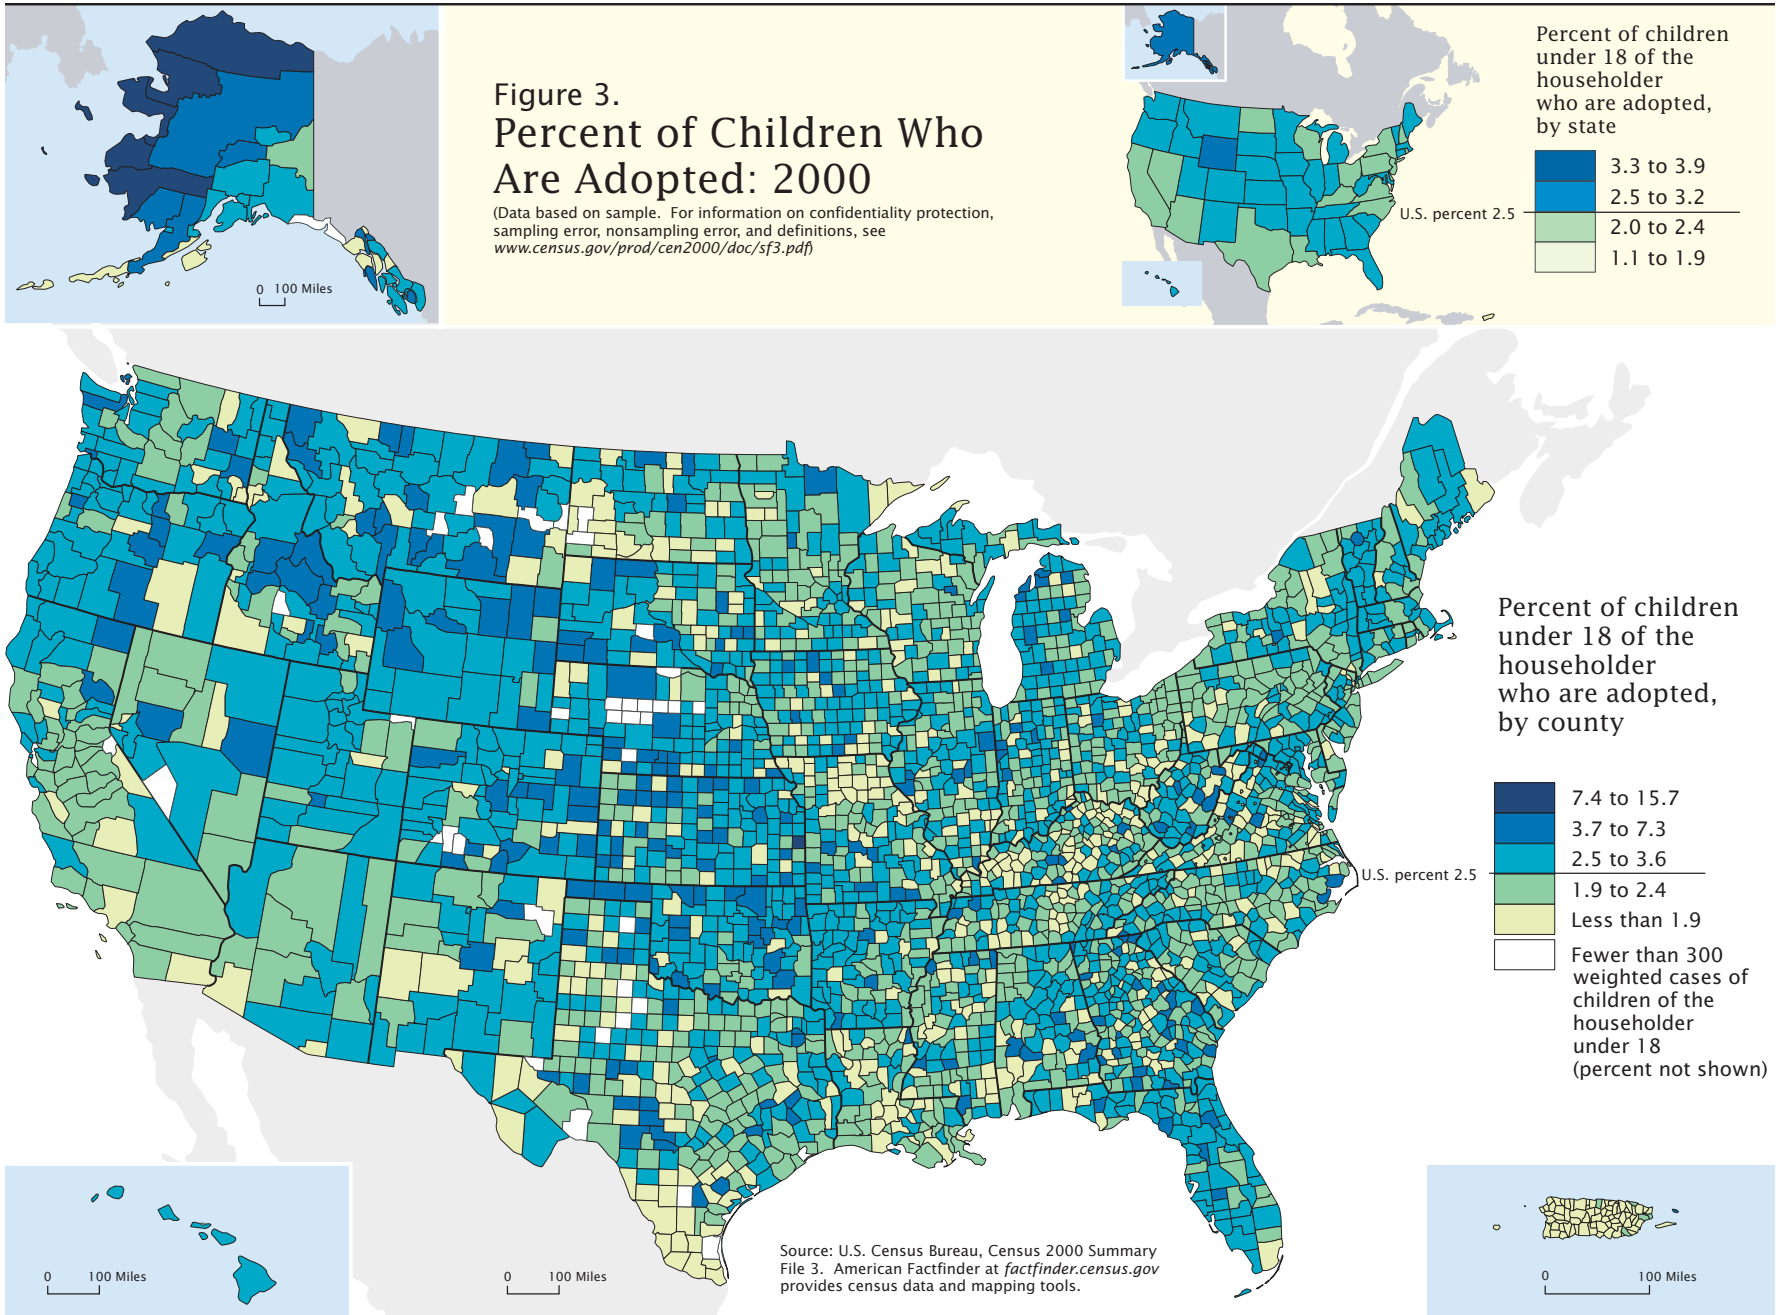 Figure 3.
Percent of Children Who
Are Adopted: 2000
(Data based on sample. For information on confidentiality protection,
sampling error, nonsampling error, and definitions, see
www.census.gov/prod/cen2000/doc/sf3.pdf)
0 100 Miles
Percent of children
under 18 of the
householder
who are adopted,
by state
3.3 to 3.9
2.5 to 3.2
U.S. percent 2.5
2.0 to 2.4
1.1 to 1.9
Percent of children
under 18 of the
householder
who are adopted,
by county
7.4 to 15.7
3.7 to 7.3
2.5 to 3.6
U.S. percent 2.5
1.9 to 2.4
Less than 1.9
Fewer than 300
weighted cases of
children of the
householder
under 18
(percent not shown)
0 100 Miles
0 100 Miles
Source: U.S. Census Bureau, Census 2000 Summary
File 3. American Factfinder at factfinder.census.gov
provides census data and mapping tools.
0 100 Miles